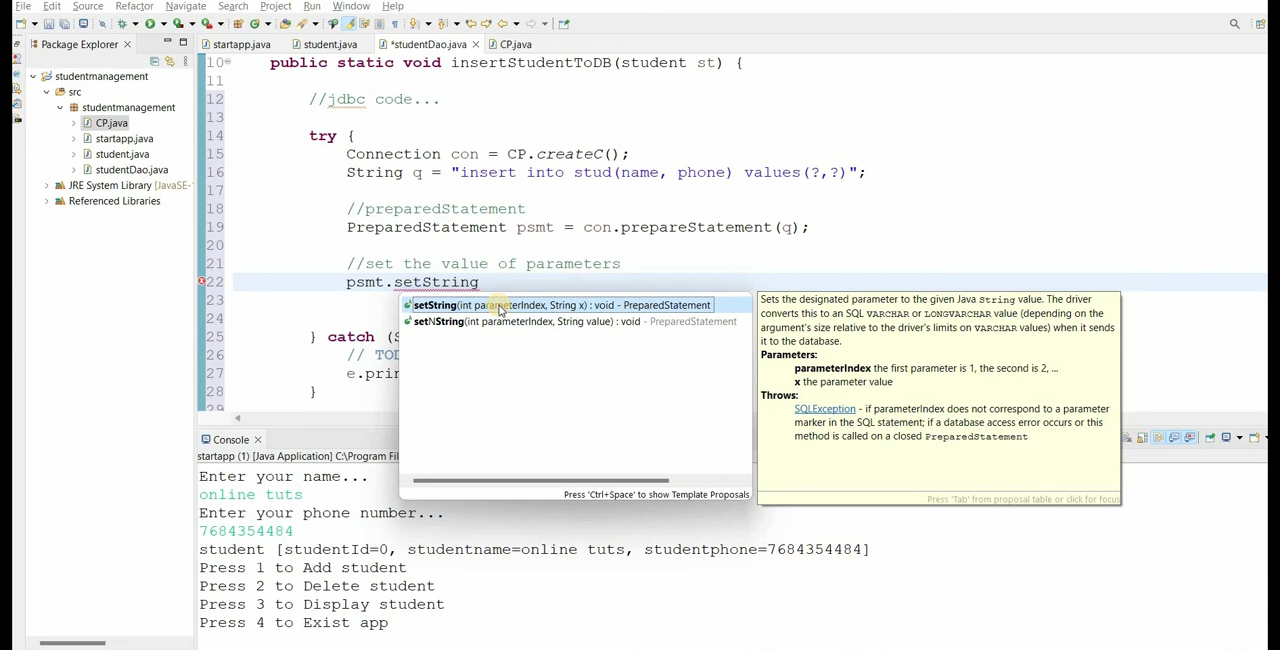 File Edit Source Refactor Navigate Search Project Run Window Help
Package Explorer
startapp.java student.java *studentDao.java CP.java
studentmanagement
src
studentmanagement
CP.java
startapp.java
student.java
studentDao.java
JRE System Library [JavaSE-
Referenced Libraries
10 public static void insertStudentToDB(student st) {
11
12 //jdbc code...
13
14 try {
15 Connection con = CP.createC();
16 String q = "insert into stud(name, phone) values(?,?)";
17
18 //preparedStatement
19 PreparedStatement psmt = con.prepareStatement(q);
20
21 //set the value of parameters
22 psmt.setString
23
24
25 } catch (S
26 // TOD
27 e.prin
28 }
29
setString(int parameterIndex, String x) : void - PreparedStatement
setNString(int parameterIndex, String value) : void - PreparedStatement
Press 'Ctrl+Space' to show Template Proposals
Sets the designated parameter to the given Java String value. The driver
converts this to an SQL VARCHAR or LONGVARCHAR value (depending on the
argument's size relative to the driver's limits on VARCHAR values) when it sends
it to the database.
Parameters:
parameterIndex the first parameter is 1, the second is 2, ...
x the parameter value
Throws:
SQLException - if parameterIndex does not correspond to a parameter
marker in the SQL statement; if a database access error occurs or this
method is called on a closed PreparedStatement
Press 'Tab' from proposal table or click for focus
Console
startapp (1) [Java Application] C:\Program Fil
Enter your name...
online tuts
Enter your phone number...
7684354484
student [studentId=0, studentname=online tuts, studentphone=7684354484]
Press 1 to Add student
Press 2 to Delete student
Press 3 to Display student
Press 4 to Exist app